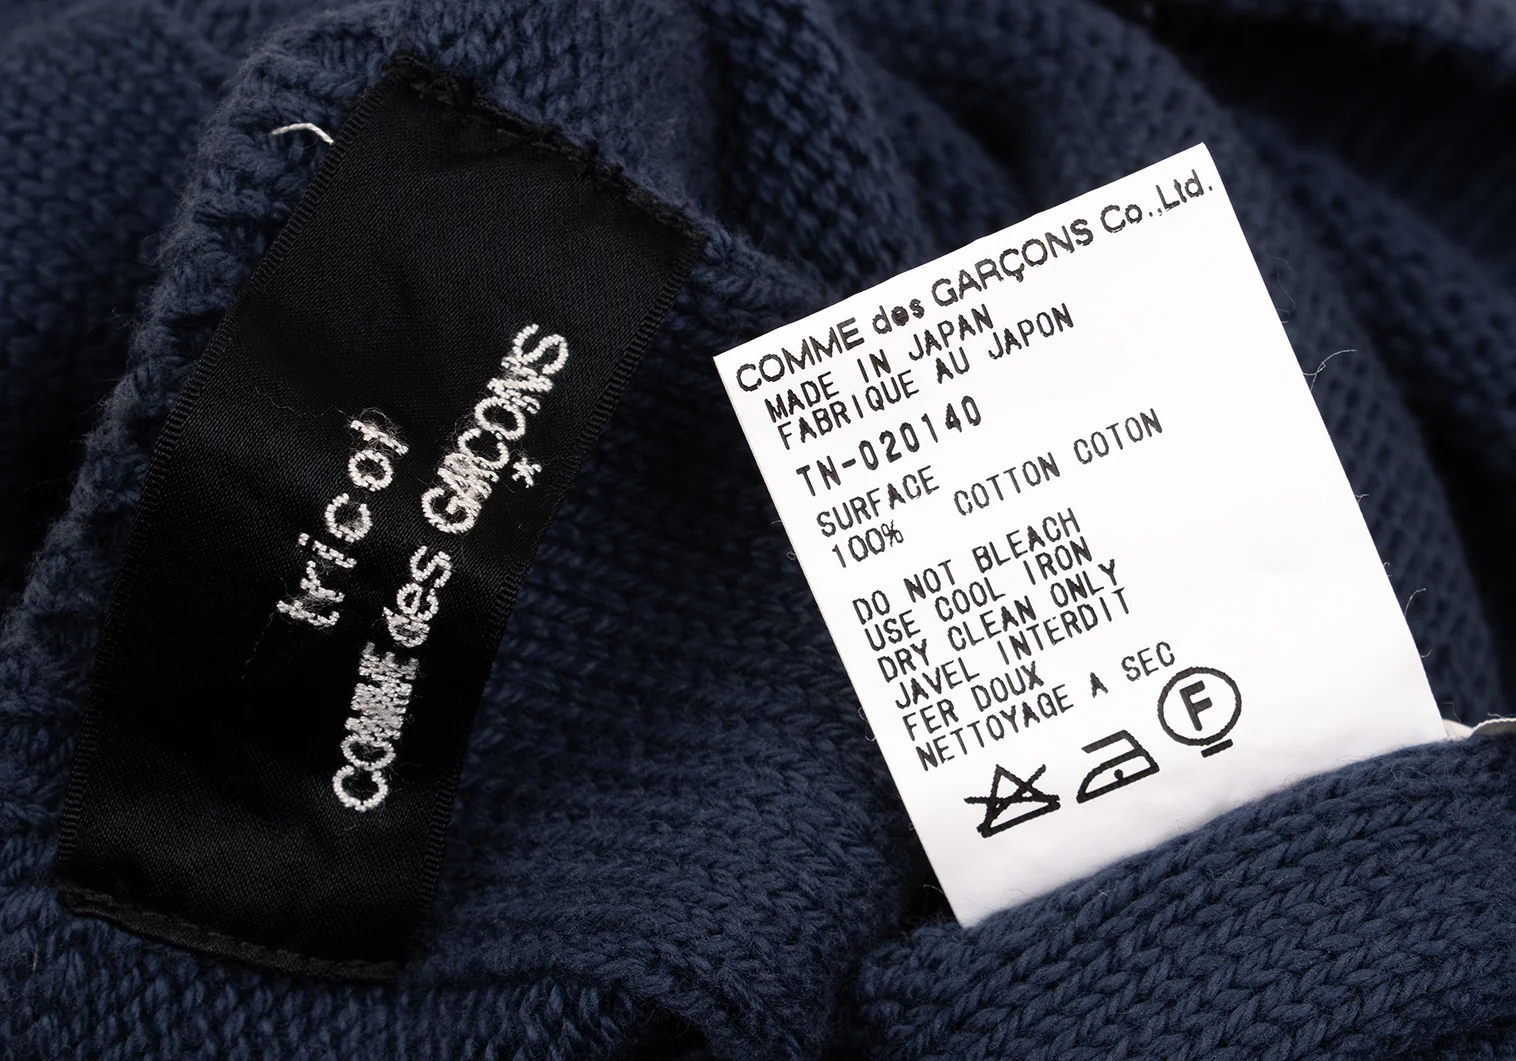 tricot
COMME des GARCONS
*
COMME des GARÇONS Co.,Ltd.
MADE IN JAPAN
FABRIQUE AU JAPON
TN-020140
SURFACE
100% COTTON COTON
DO NOT BLEACH
USE COOL IRON
DRY CLEAN ONLY
JAVEL INTERDIT
FER DOUX
NETTOYAGE A SEC
F